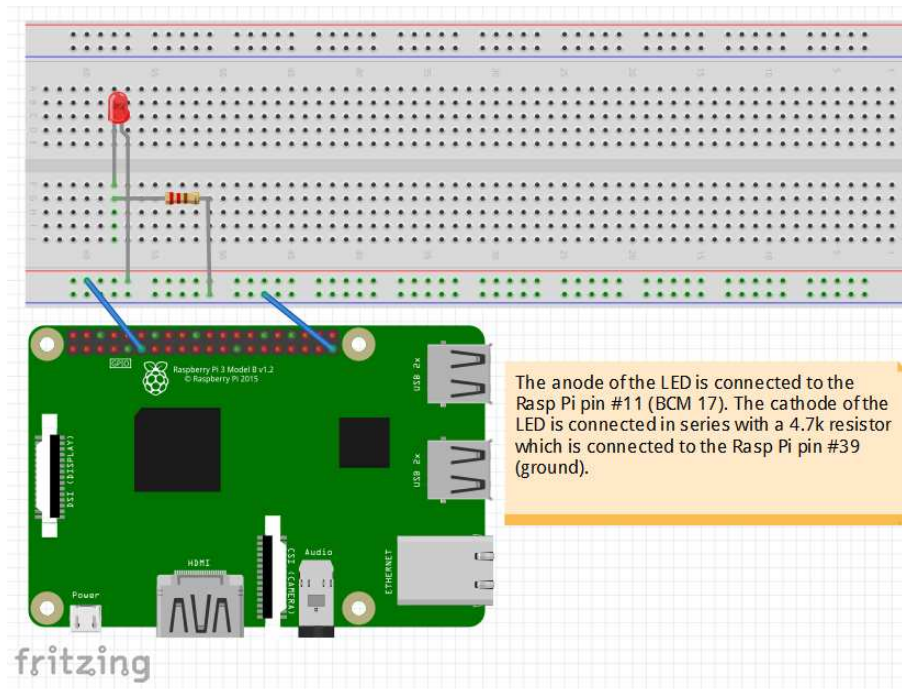 GPIO
Raspberry Pi 3 Model B v1.2
© Raspberry Pi 2015
USB 2x
The anode of the LED is connected to the
Rasp Pi pin #11 (BCM 17). The cathode of the
LED is connected in series with a 4.7k resistor
which is connected to the Rasp Pi pin #39
(ground).
USB 2x
DSI (DISPLAY)
HDMI
CSI (CAMERA)
Audio
ETHERNET
Power
fritzing